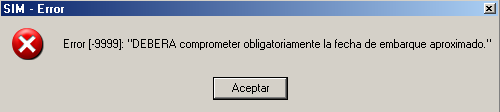 SIM - Error
Error [-9999]: "DEBERA comprometer obligatoriamente la fecha de embarque aproximado."
Aceptar